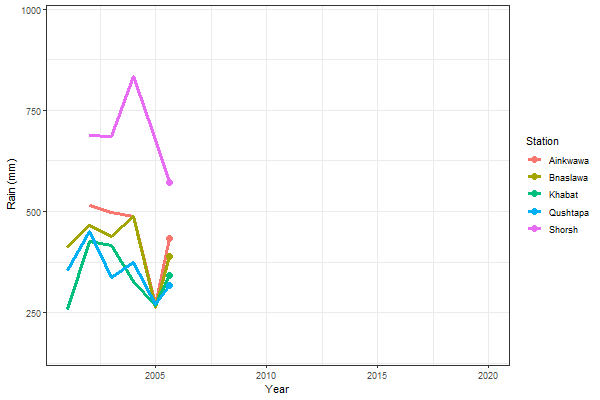 1000
750
500
250
Rain (mm)
2005
2010
2015
2020
Year
Station
Ainkwawa
Bnaslawa
Khabat
Qushtapa
Shorsh